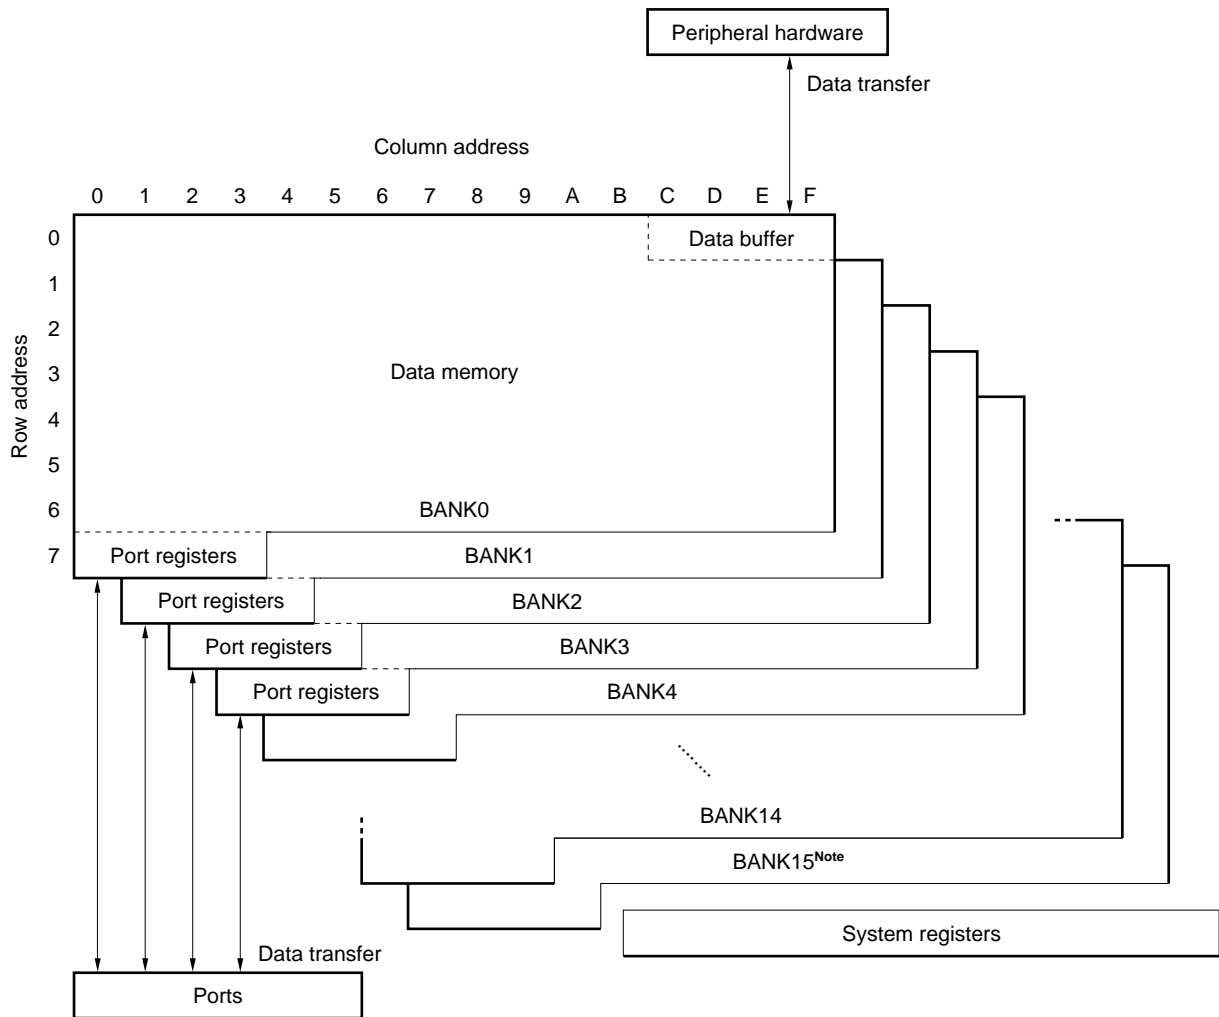 Peripheral hardware
Data transfer
Column address
0 1 2 3 4 5 6 7 8 9 A B C D E F
0 Data buffer
1
2
Row address
3 Data memory
4
5
6 BANK0
7 Port registers BANK1
Port registers BANK2
Port registers BANK3
Port registers BANK4
BANK14
BANK15Note
System registers
Data transfer
Ports